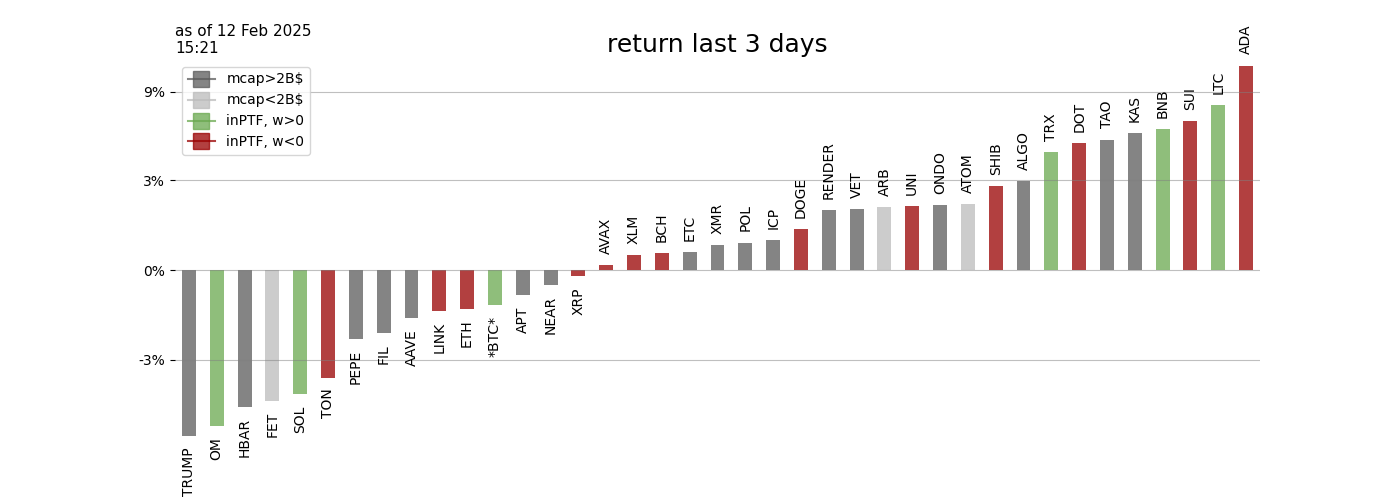 as of 12 Feb 2025
15:21
return last 3 days
mcap>2B$
mcap<2B$
inPTF, w>0
inPTF, w<0
9%
3%
0%
-3%
TRUMP
OM
HBAR
FET
SOL
TON
PEPE
FIL
AAVE
LINK
ETH
*BTC*
APT
NEAR
XRP
AVAX
XLM
BCH
ETC
XMR
POL
ICP
DOGE
RENDER
VET
ARB
UNI
ONDO
ATOM
SHIB
ALGO
TRX
DOT
TAO
KAS
BNB
SUI
LTC
ADA